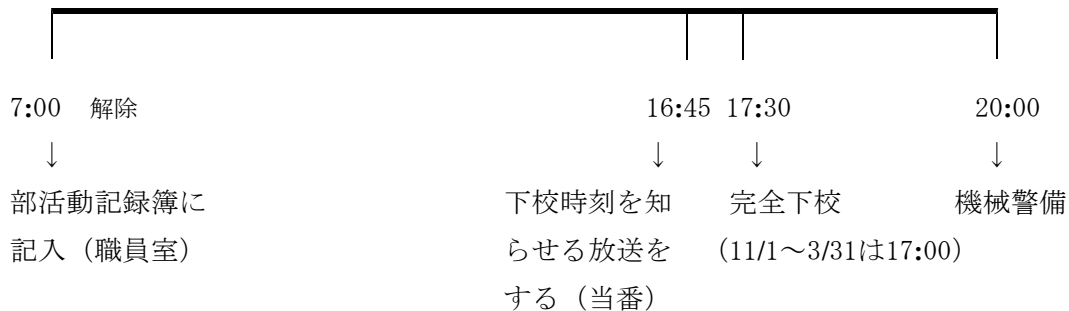 7:00 解除 16:45 17:30 20:00
↓ ↓ ↓ ↓
部活動記録簿に 下校時刻を知 完全下校 機械警備
記入（職員室） らせる放送を （11/1～3/31は17:00）
する（当番）